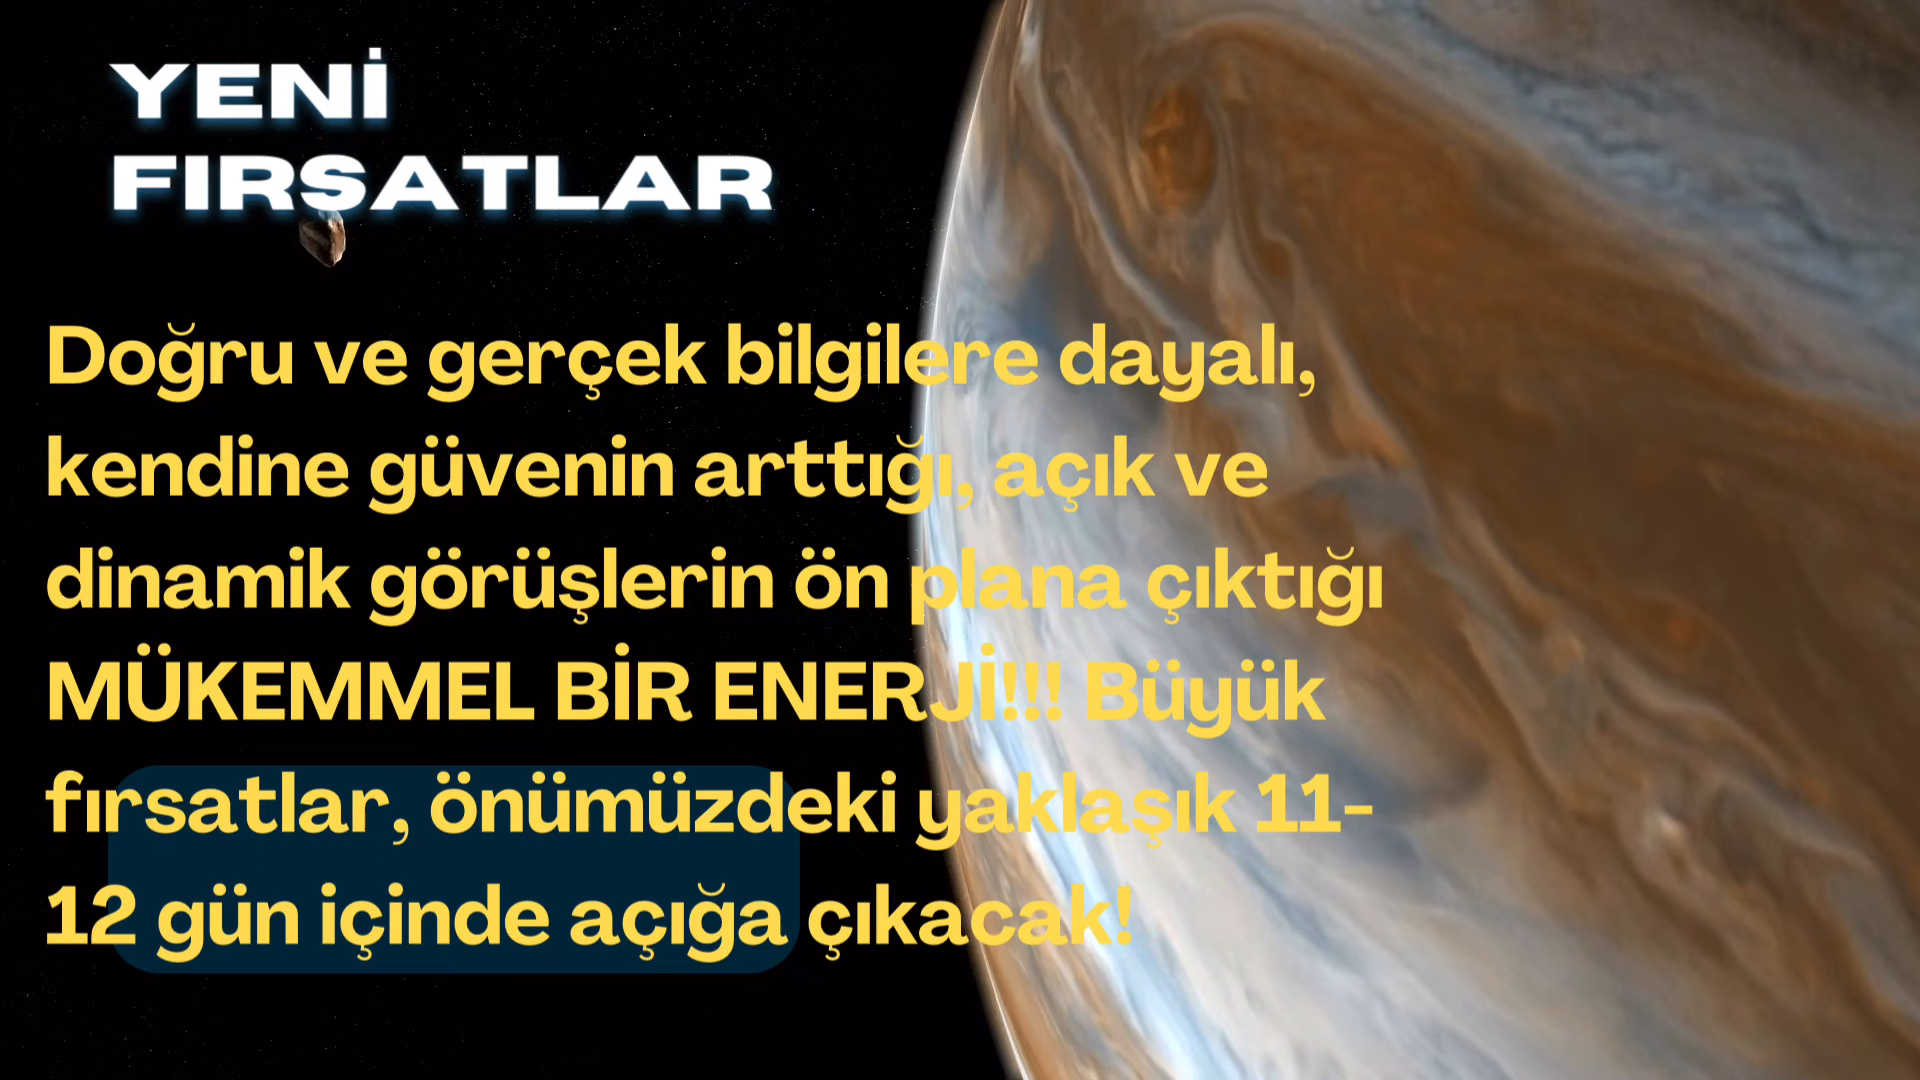 YENİ
FIRSATLAR
Doğru ve gerçek bilgilere dayalı,
kendine güvenin arttığı, açık ve
dinamik görüşlerin ön plana çıktığı
MÜKEMMEL BİR ENERJİ!!! Büyük
fırsatlar, önümüzdeki yaklaşık 11-
12 gün içinde açığa çıkacak!